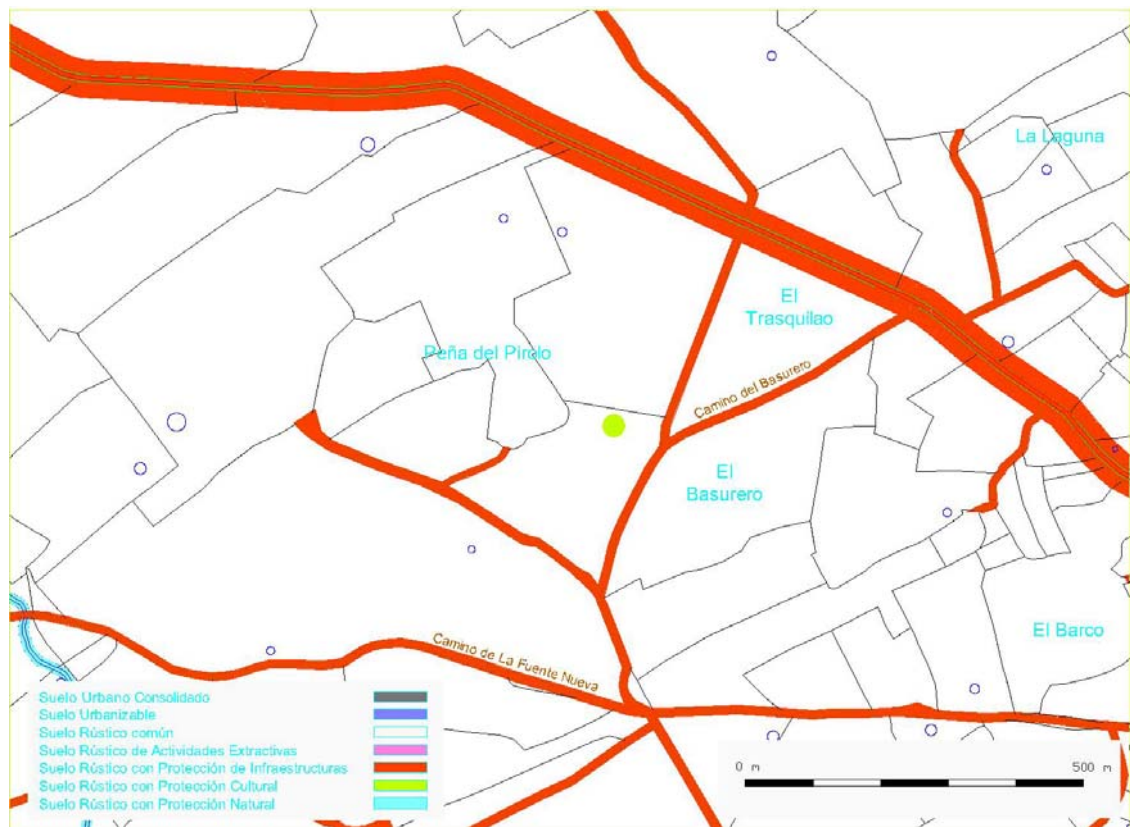 La Laguna
El
Trasquilao
Peña del Pirolo
Camino del Basurero
El
Basurero
El Barco
Camino de La Fuente Nueva
Suelo Urbano Consolidado
Suelo Urbanizable
Suelo Rústico común
Suelo Rústico de Actividades Extractivas
Suelo Rústico con Protección de Infraestructuras
Suelo Rústico con Protección Cultural
Suelo Rústico con Protección Natural
0 m 500 m